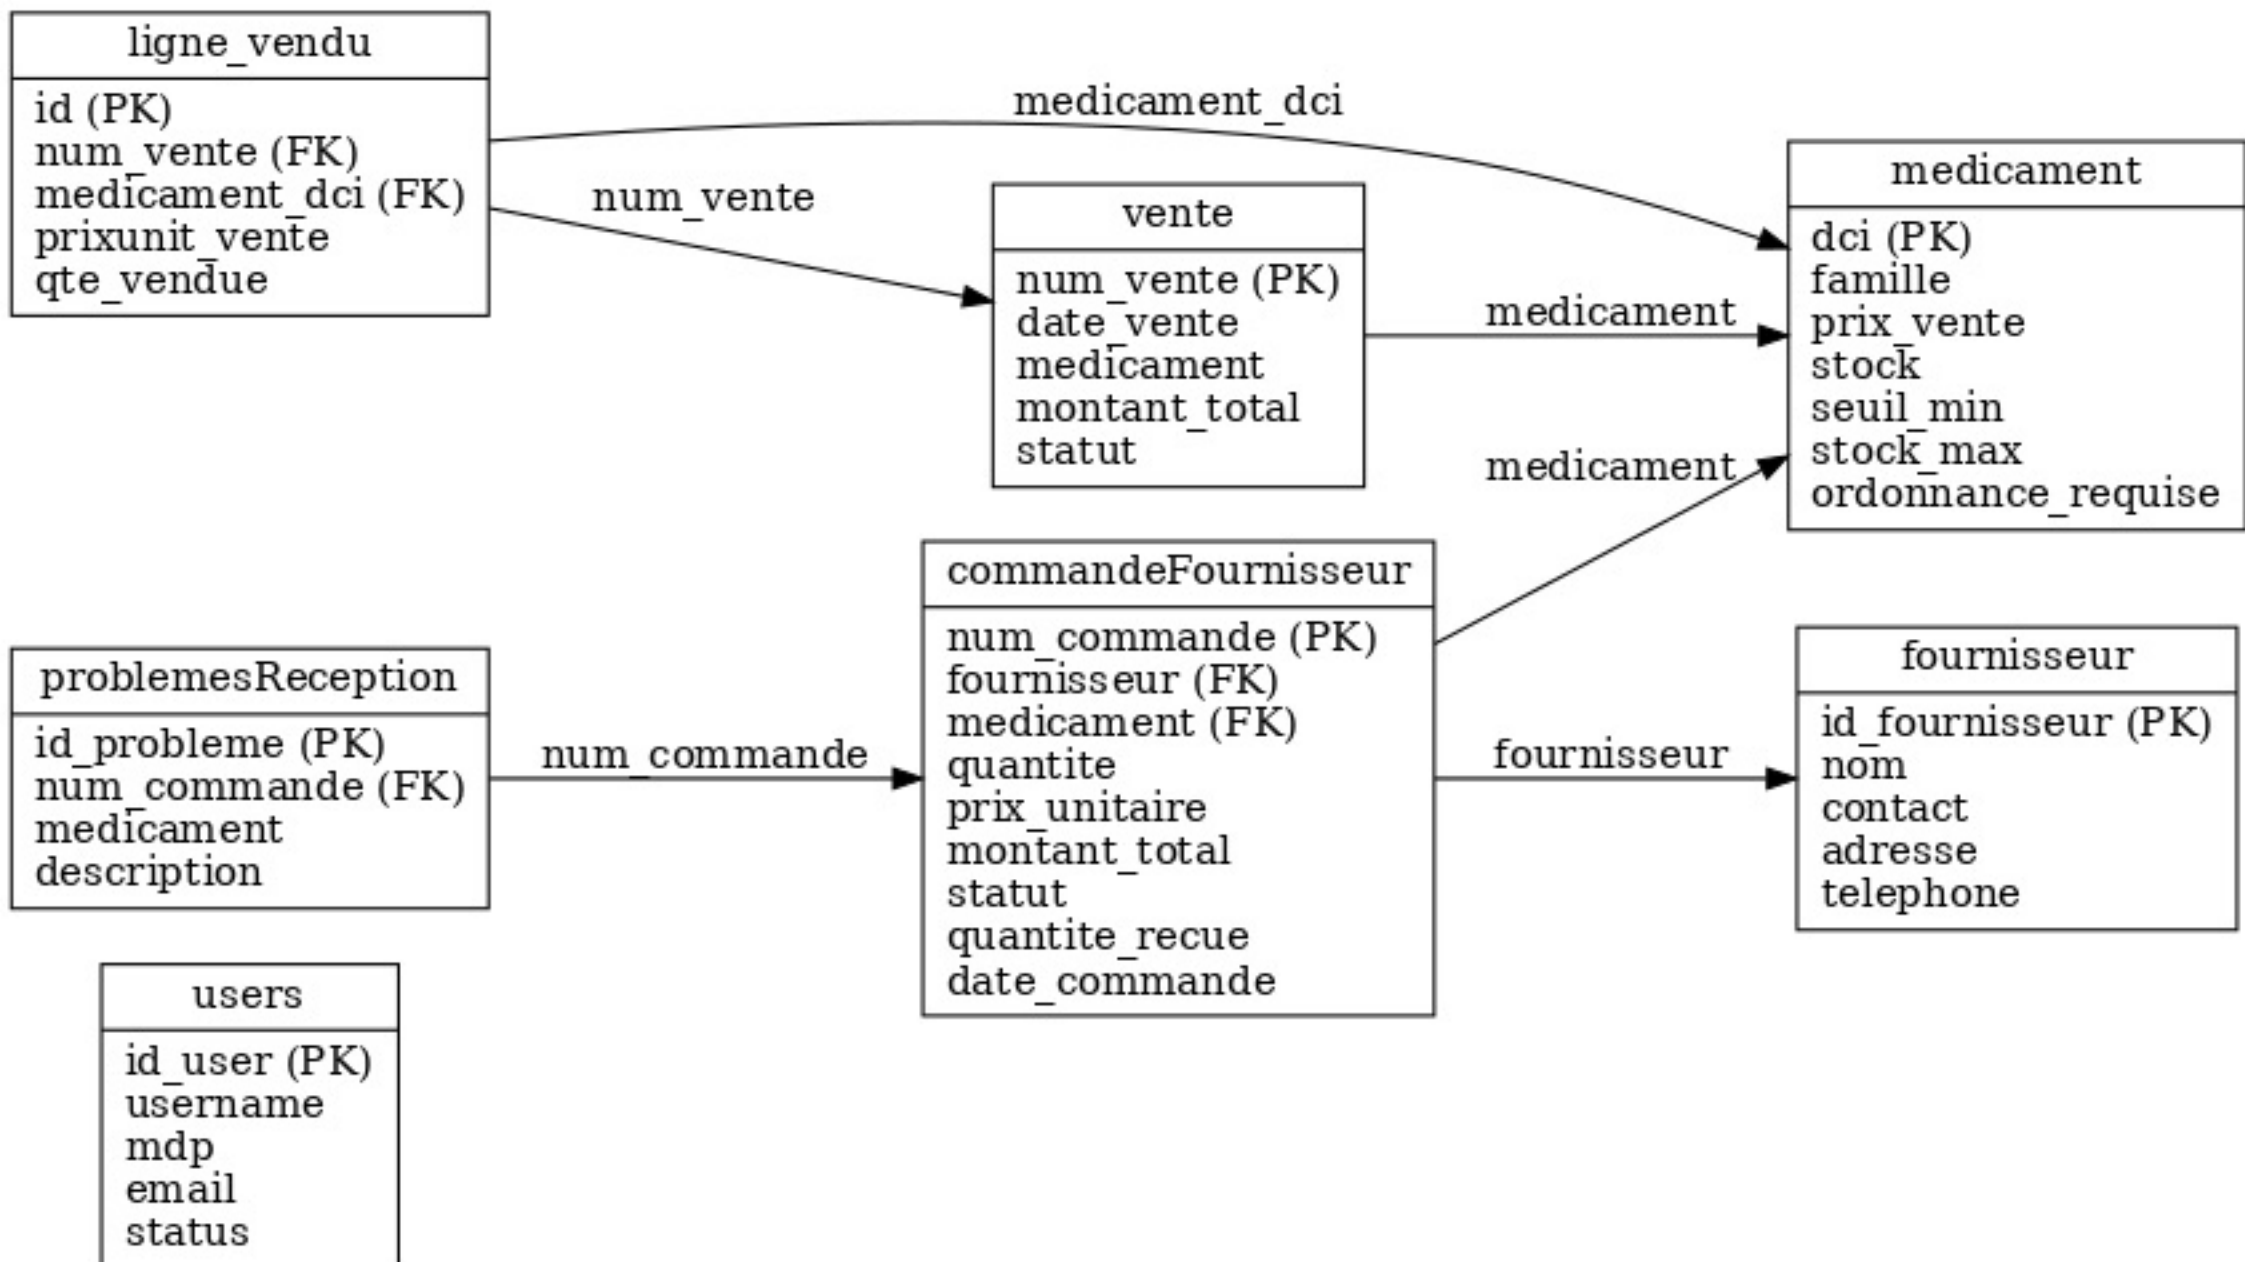 ligne_vendu
id (PK)
num_vente (FK)
medicament_dci (FK)
prixunit_vente
qte_vendue
medicament_dci
num_vente
vente
num_vente (PK)
date_vente
medicament
montant_total
statut
medicament
medicament
medicament
dci (PK)
famille
prix_vente
stock
seuil_min
stock_max
ordonnance_requise
problemesReception
id_probleme (PK)
num_commande (FK)
medicament
description
num_commande
commandeFournisseur
num_commande (PK)
fournisseur (FK)
medicament (FK)
quantite
prix_unitaire
montant_total
statut
quantite_recue
date_commande
fournisseur
fournisseur
id_fournisseur (PK)
nom
contact
adresse
telephone
users
id_user (PK)
username
mdp
email
status